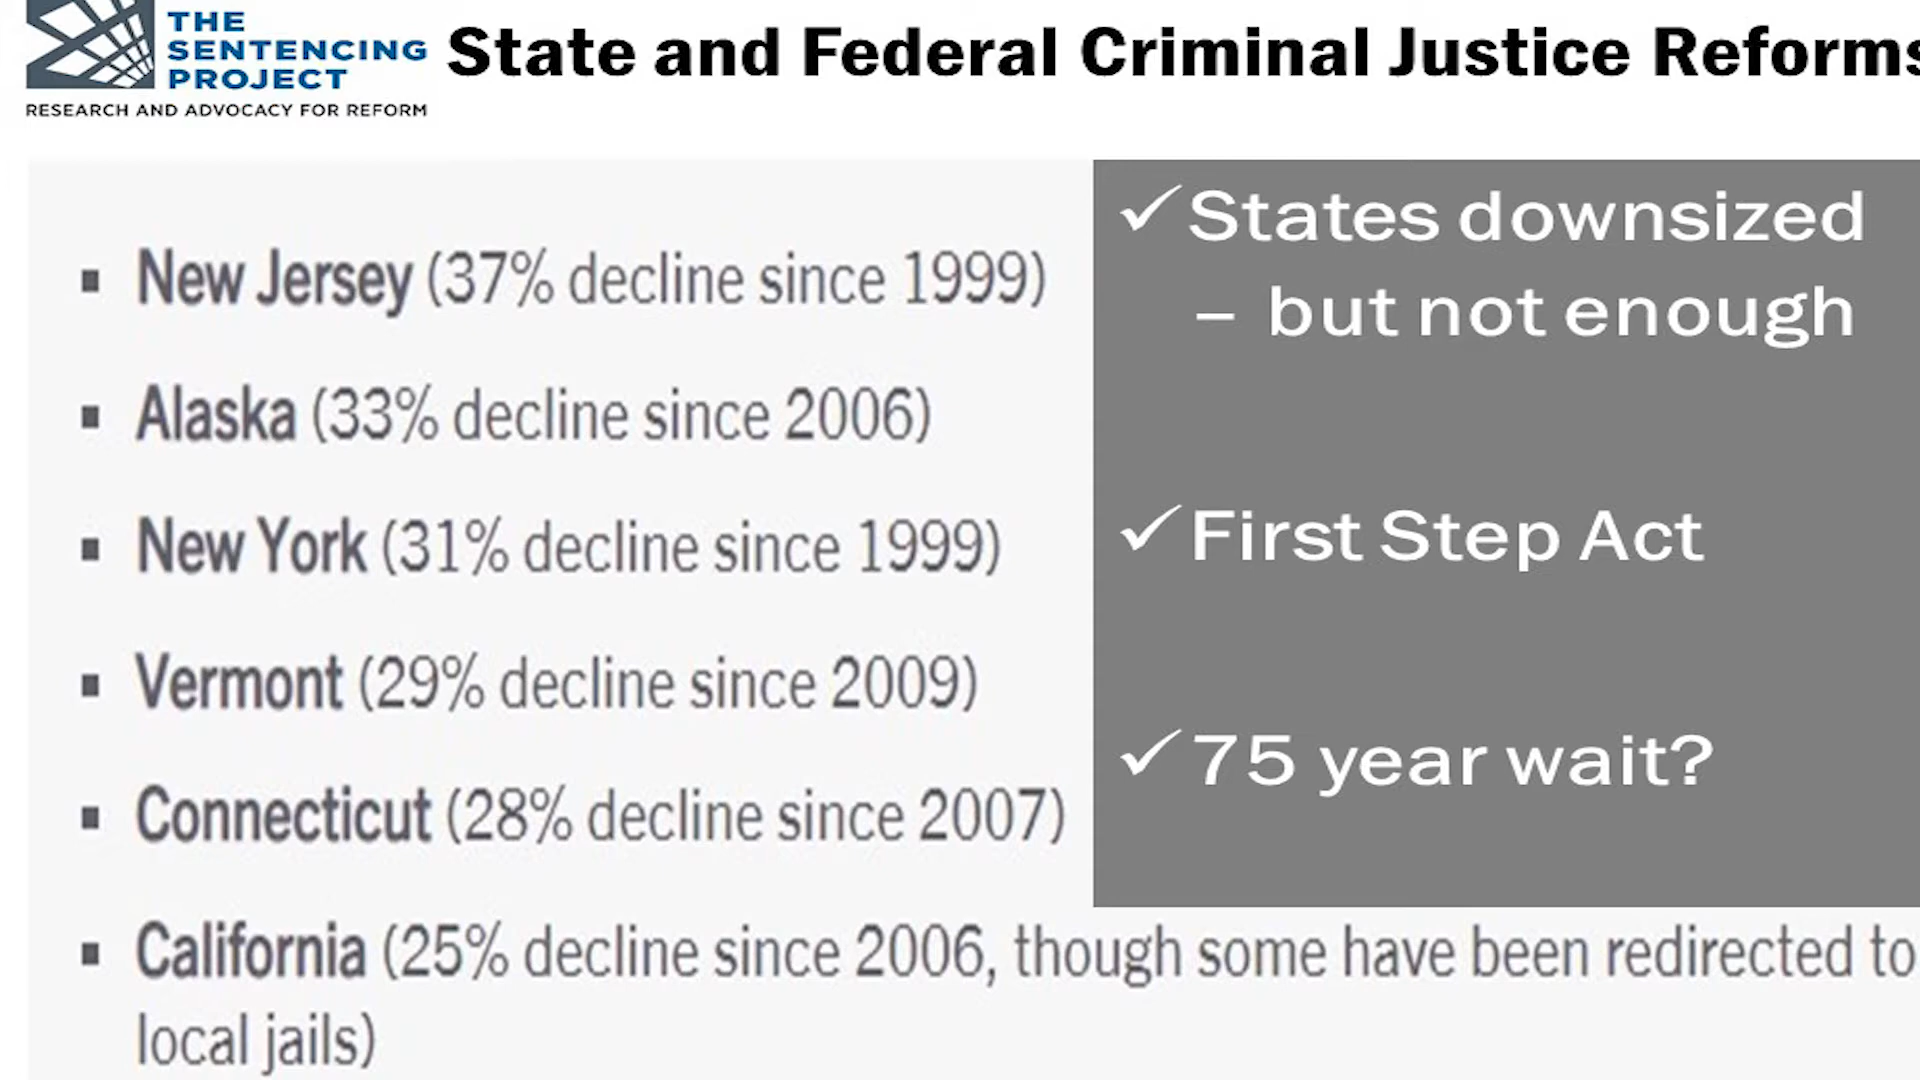 THE
SENTENCING
PROJECT
RESEARCH AND ADVOCACY FOR REFORM
State and Federal Criminal Justice Reforms
▪ New Jersey (37% decline since 1999)
▪ Alaska (33% decline since 2006)
▪ New York (31% decline since 1999)
▪ Vermont (29% decline since 2009)
▪ Connecticut (28% decline since 2007)
▪ California (25% decline since 2006, though some have been redirected to
local jails)
✓ States downsized
– but not enough
✓ First Step Act
✓ 75 year wait?